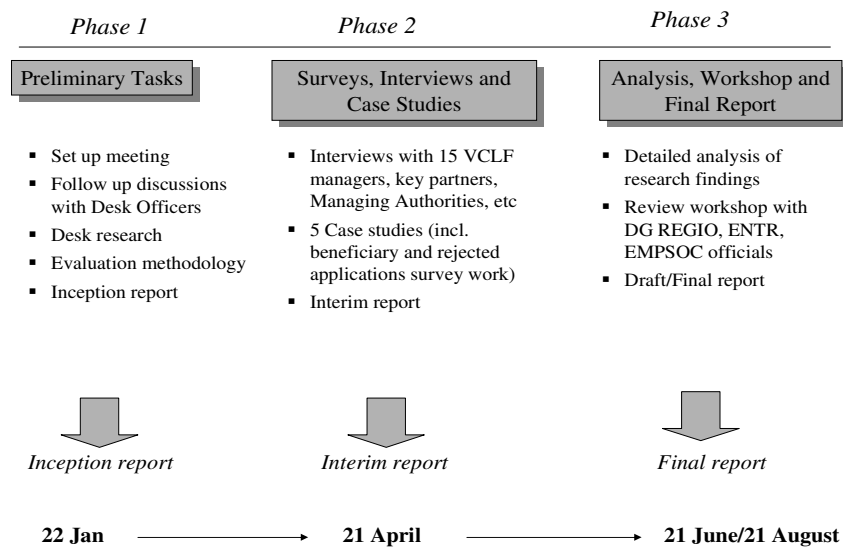 Phase 1
Phase 2
Phase 3
Preliminary Tasks
Surveys, Interviews and
Case Studies
Analysis, Workshop and
Final Report
▪ Set up meeting
▪ Follow up discussions
with Desk Officers
▪ Desk research
▪ Evaluation methodology
▪ Inception report
▪ Interviews with 15 VCLF
managers, key partners,
Managing Authorities, etc
▪ 5 Case studies (incl.
beneficiary and rejected
applications survey work)
▪ Interim report
▪ Detailed analysis of
research findings
▪ Review workshop with
DG REGIO, ENTR,
EMPSOC officials
▪ Draft/Final report
Inception report
Interim report
Final report
22 Jan
21 April
21 June/21 August